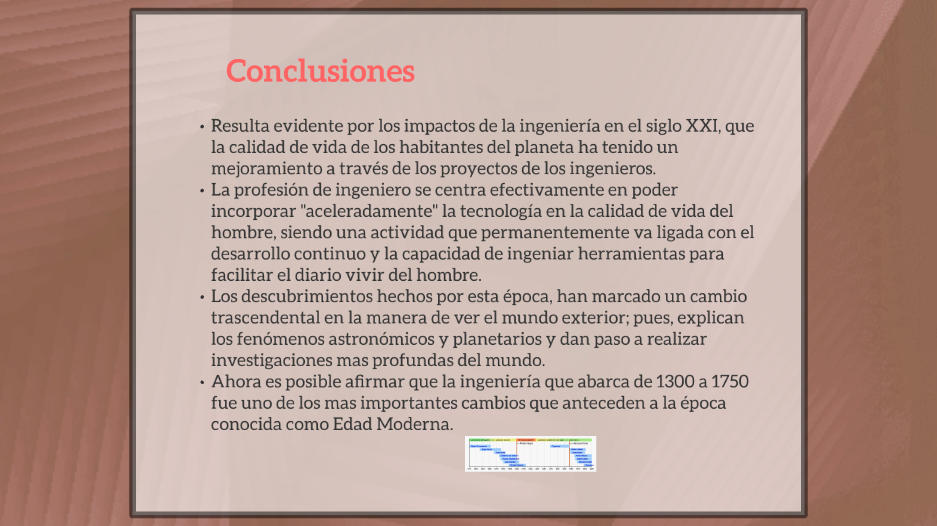 Conclusiones
• Resulta evidente por los impactos de la ingeniería en el siglo XXI, que
la calidad de vida de los habitantes del planeta ha tenido un
mejoramiento a través de los proyectos de los ingenieros.
• La profesión de ingeniero se centra efectivamente en poder
incorporar "aceleradamente" la tecnología en la calidad de vida del
hombre, siendo una actividad que permanentemente va ligada con el
desarrollo continuo y la capacidad de ingeniar herramientas para
facilitar el diario vivir del hombre.
• Los descubrimientos hechos por esta época, han marcado un cambio
trascendental en la manera de ver el mundo exterior; pues, explican
los fenómenos astronómicos y planetarios y dan paso a realizar
investigaciones mas profundas del mundo.
• Ahora es posible afirmar que la ingeniería que abarca de 1300 a 1750
fue uno de los mas importantes cambios que anteceden a la época
conocida como Edad Moderna.